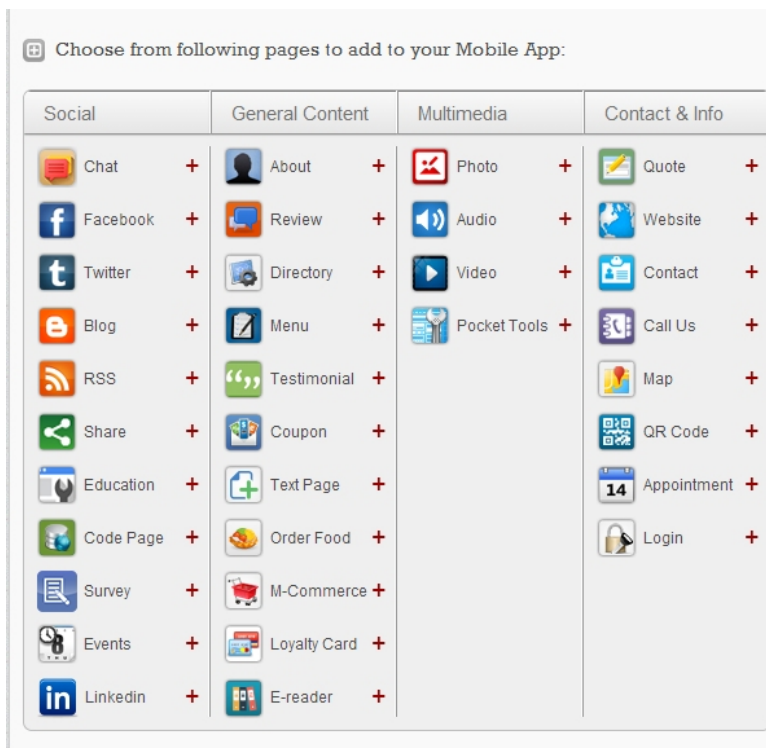 Choose from following pages to add to your Mobile App:
Social General Content Multimedia Contact & Info
Chat + About + Photo + Quote +
Facebook + Review + Audio + Website +
Twitter + Directory + Video + Contact +
Blog + Menu + Pocket Tools + Call Us +
RSS + Testimonial + Map +
Share + Coupon + QR Code +
Education + Text Page + 14 Appointment +
Code Page + Order Food + Login +
Survey + M-Commerce +
Events + Loyalty Card +
in Linkedin + E-reader +